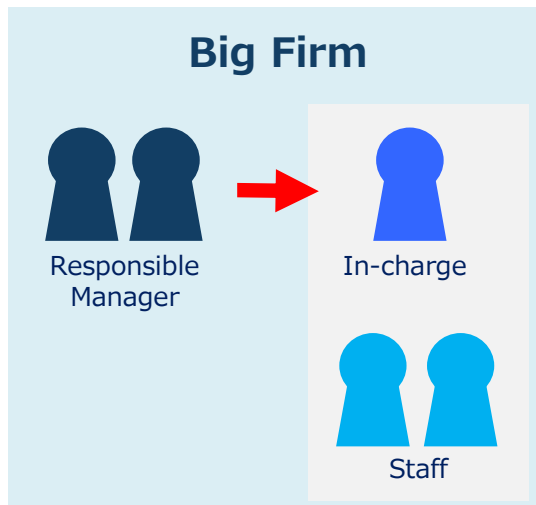 Big Firm
Responsible
Manager
In-charge
Staff